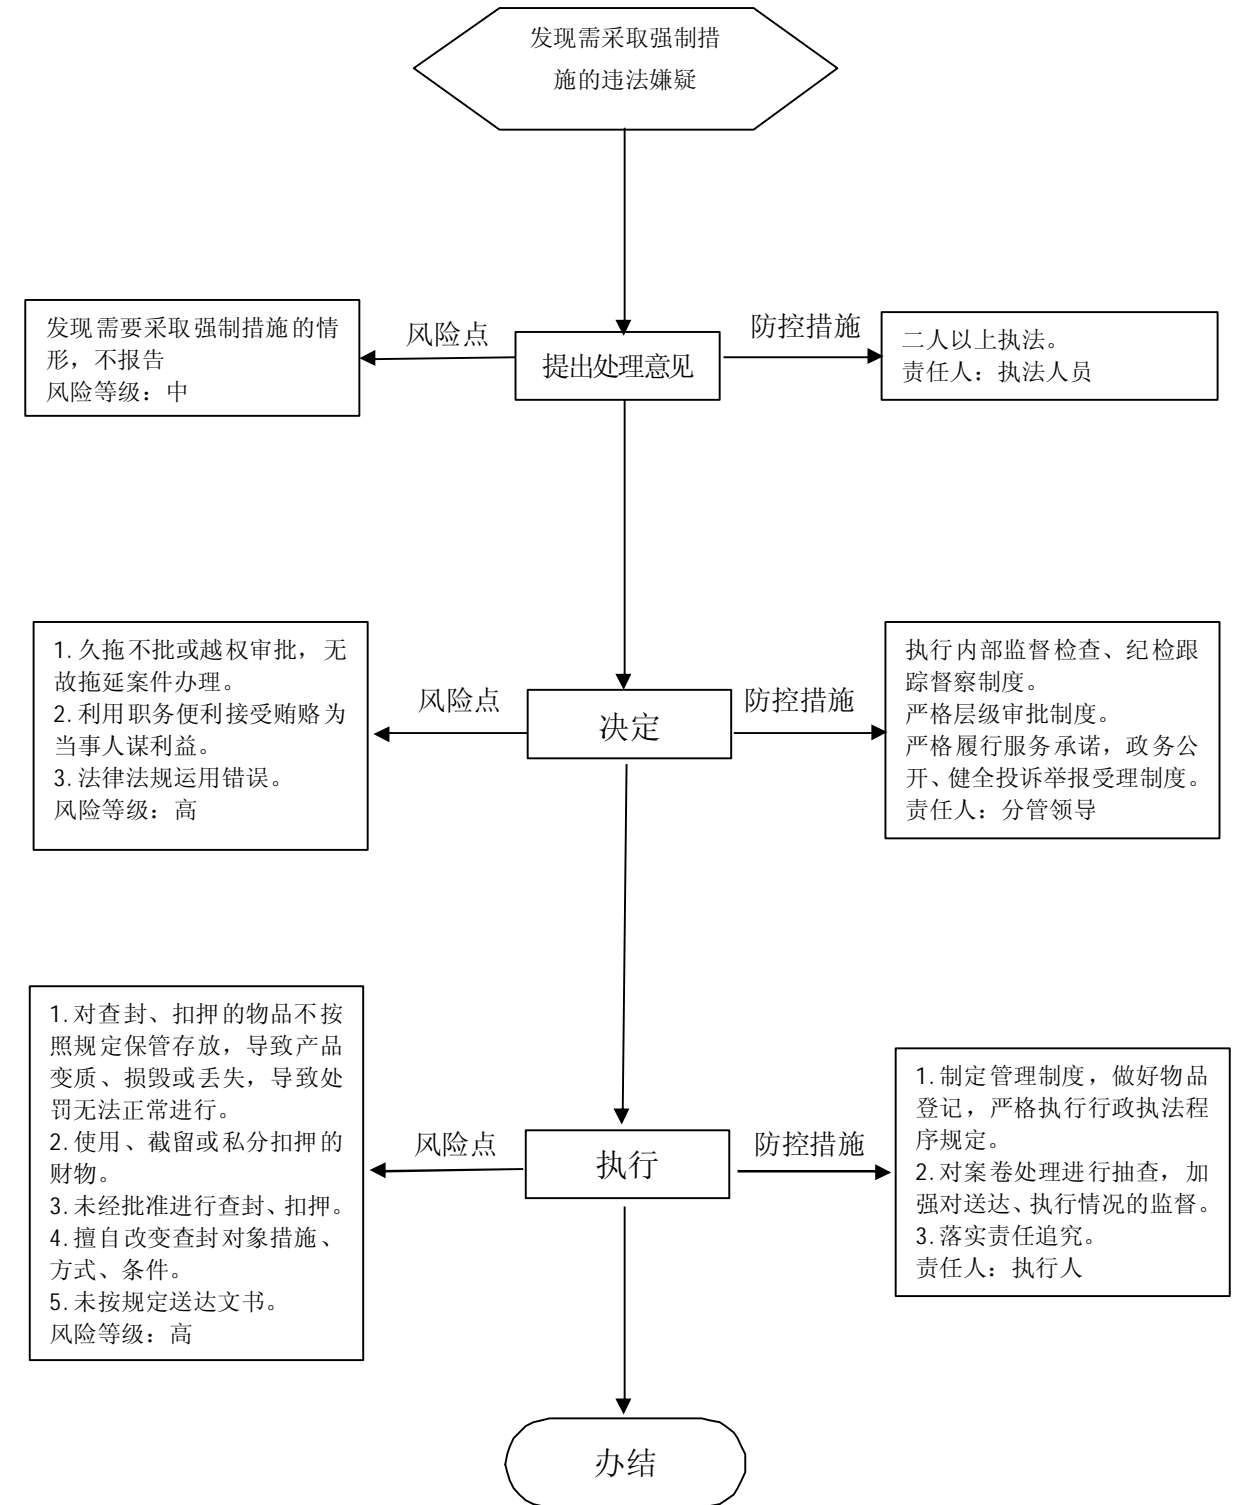 发现需采取强制措
施的违法嫌疑
发现需要采取强制措施的情
形，不报告
风险等级：中
风险点
提出处理意见
防控措施
二人以上执法。
责任人：执法人员
1.久拖不批或越权审批，无
故拖延案件办理。
2.利用职务便利接受贿赂为
当事人谋利益。
3.法律法规运用错误。
风险等级：高
风险点
决定
防控措施
执行内部监督检查、纪检跟
踪督察制度。
严格层级审批制度。
严格履行服务承诺，政务公
开、健全投诉举报受理制度。
责任人：分管领导
1.对查封、扣押的物品不按
照规定保管存放，导致产品
变质、损毁或丢失，导致处
罚无法正常进行。
2.使用、截留或私分扣押的
财物。
3.未经批准进行查封、扣押。
4.擅自改变查封对象措施、
方式、条件。
5.未按规定送达文书。
风险等级：高
风险点
执行
防控措施
1.制定管理制度，做好物品
登记，严格执行行政执法程
序规定。
2.对案卷处理进行抽查，加
强对送达、执行情况的监督。
3.落实责任追究。
责任人：执行人
办结